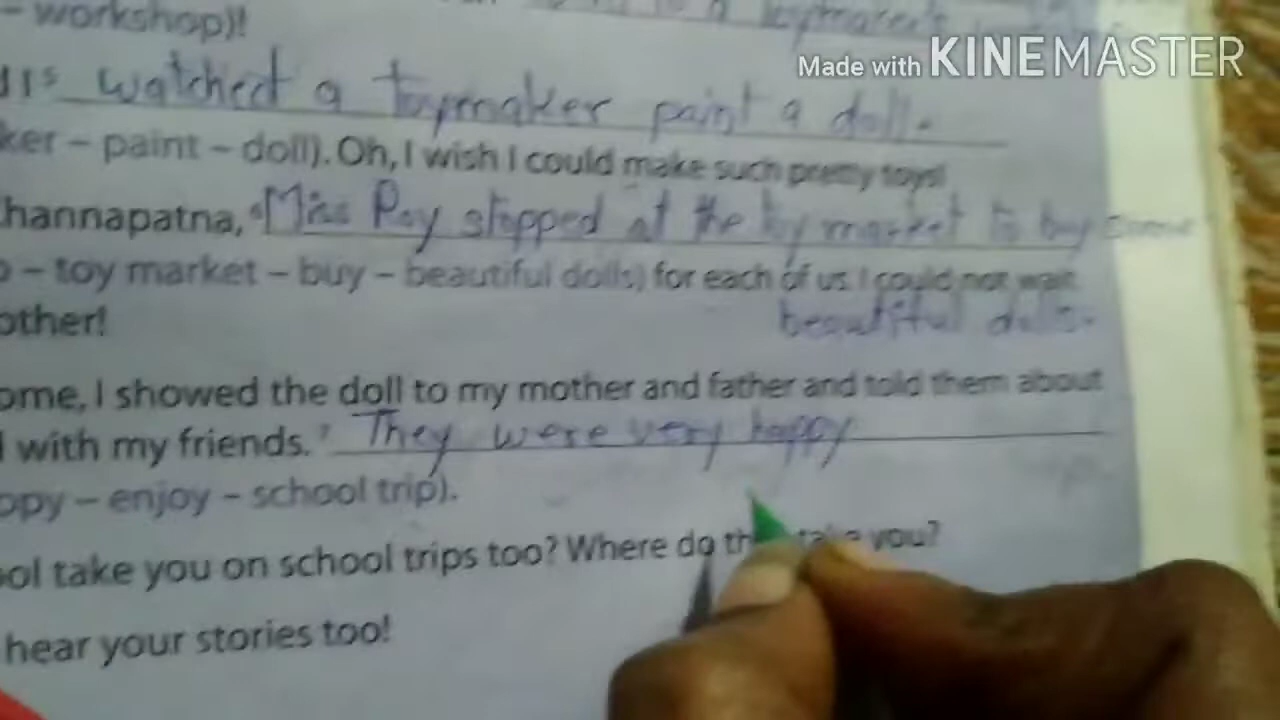 – workshop)!
Made with KINEMASTER
watched a toymaker paint a doll.
ker – paint – doll). Oh, I wish I could make such pretty toys!
hannapatna, Miss Roy stopped at the toy market to buy some
– toy market – buy – beautiful dolls) for each of us. I could not wait
beautiful dolls.
other!
ome, I showed the doll to my mother and father and told them about
with my friends. They were very happy
ppy – enjoy – school trip).
ol take you on school trips too? Where do take you?
hear your stories too!